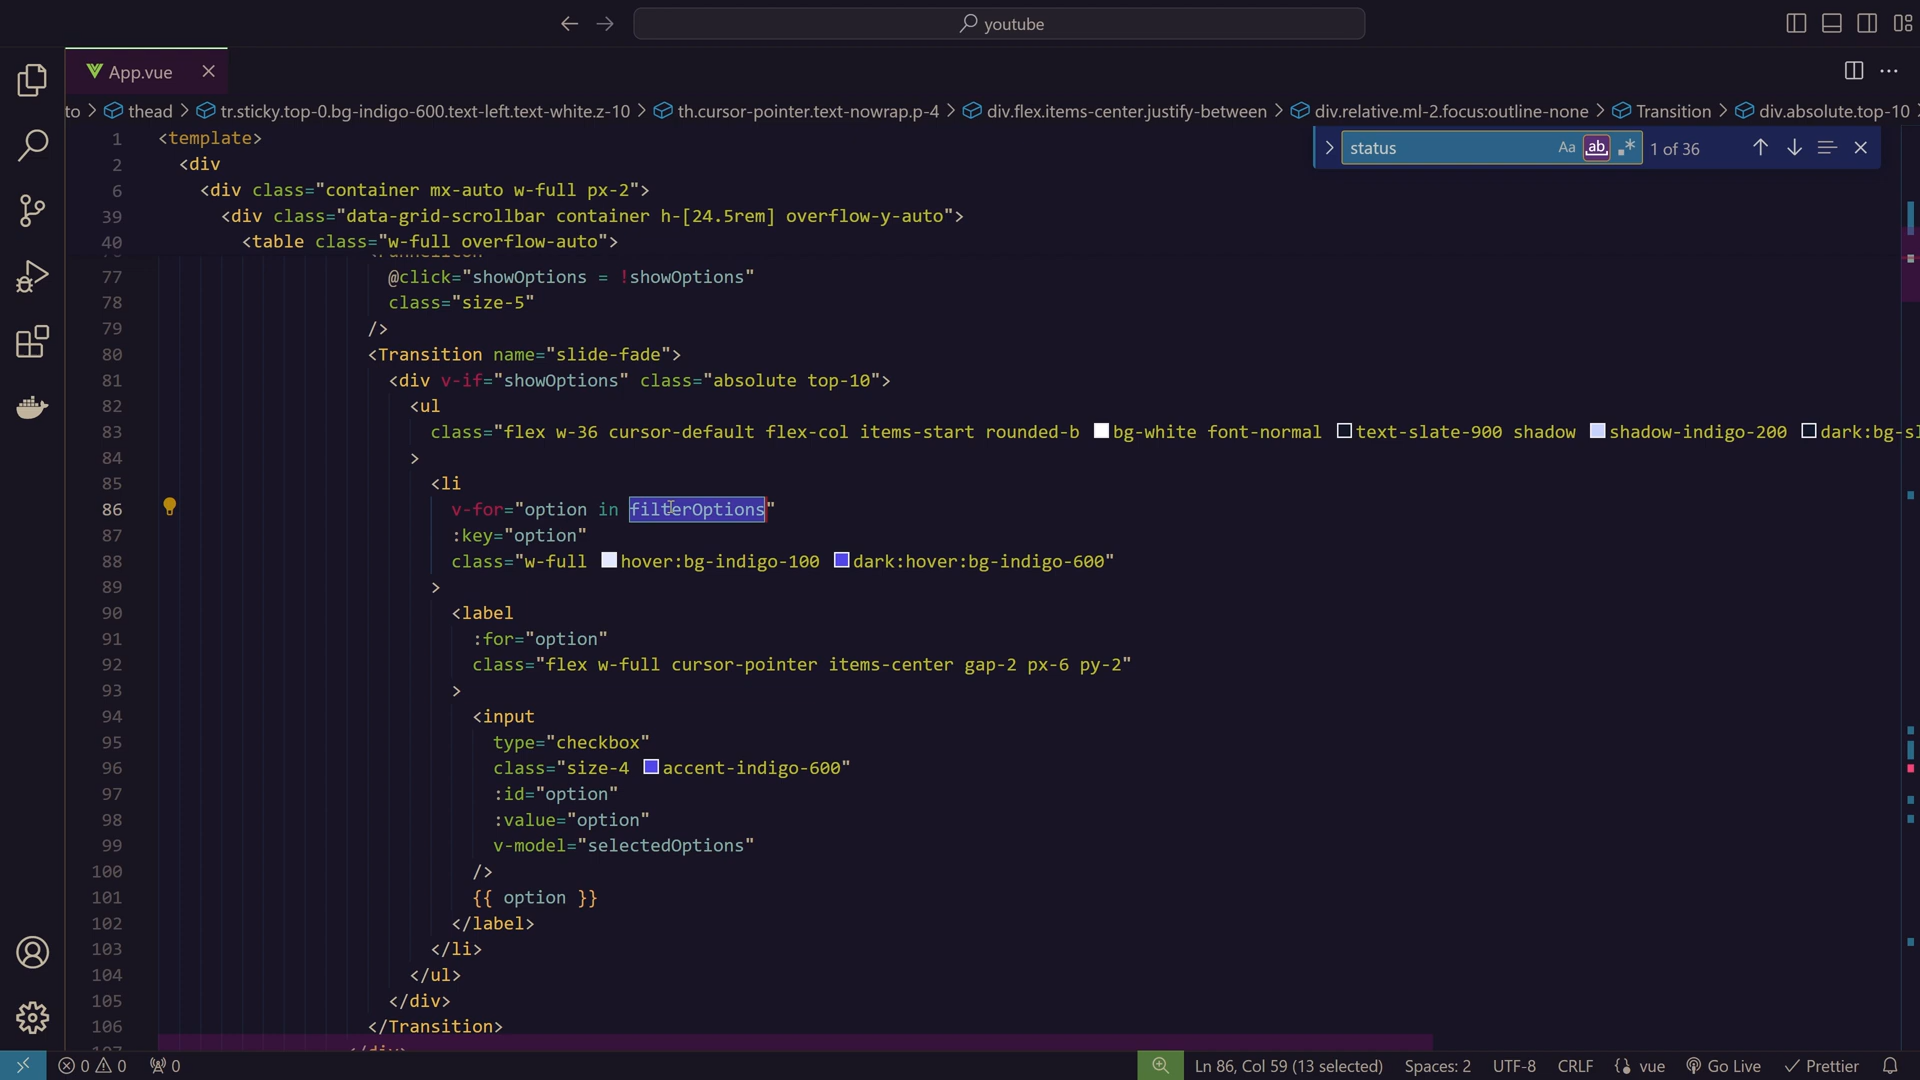 youtube
App.vue
to > thead > tr.sticky.top-0.bg-indigo-600.text-left.text-white.z-10 > th.cursor-pointer.text-nowrap.p-4 > div.flex.items-center.justify-between > div.relative.ml-2.focus:outline-none > Transition > div.absolute.top-10 >
status Aa ab 1 of 36
1 <template>
2 <div
6 <div class="container mx-auto w-full px-2">
39 <div class="data-grid-scrollbar container h-[24.5rem] overflow-y-auto">
40 <table class="w-full overflow-auto">
77 @click="showOptions = !showOptions"
78 class="size-5"
79 />
80 <Transition name="slide-fade">
81 <div v-if="showOptions" class="absolute top-10">
82 <ul
83 class="flex w-36 cursor-default flex-col items-start rounded-b bg-white font-normal text-slate-900 shadow shadow-indigo-200 dark:bg-sl
84 >
85 <li
86 v-for="option in filterOptions"
87 :key="option"
88 class="w-full hover:bg-indigo-100 dark:hover:bg-indigo-600"
89 >
90 <label
91 :for="option"
92 class="flex w-full cursor-pointer items-center gap-2 px-6 py-2"
93 >
94 <input
95 type="checkbox"
96 class="size-4 accent-indigo-600"
97 :id="option"
98 :value="option"
99 v-model="selectedOptions"
100 />
101 {{ option }}
102 </label>
103 </li>
104 </ul>
105 </div>
106 </Transition>
0 0 0 Ln 86, Col 59 (13 selected) Spaces: 2 UTF-8 CRLF vue Go Live Prettier